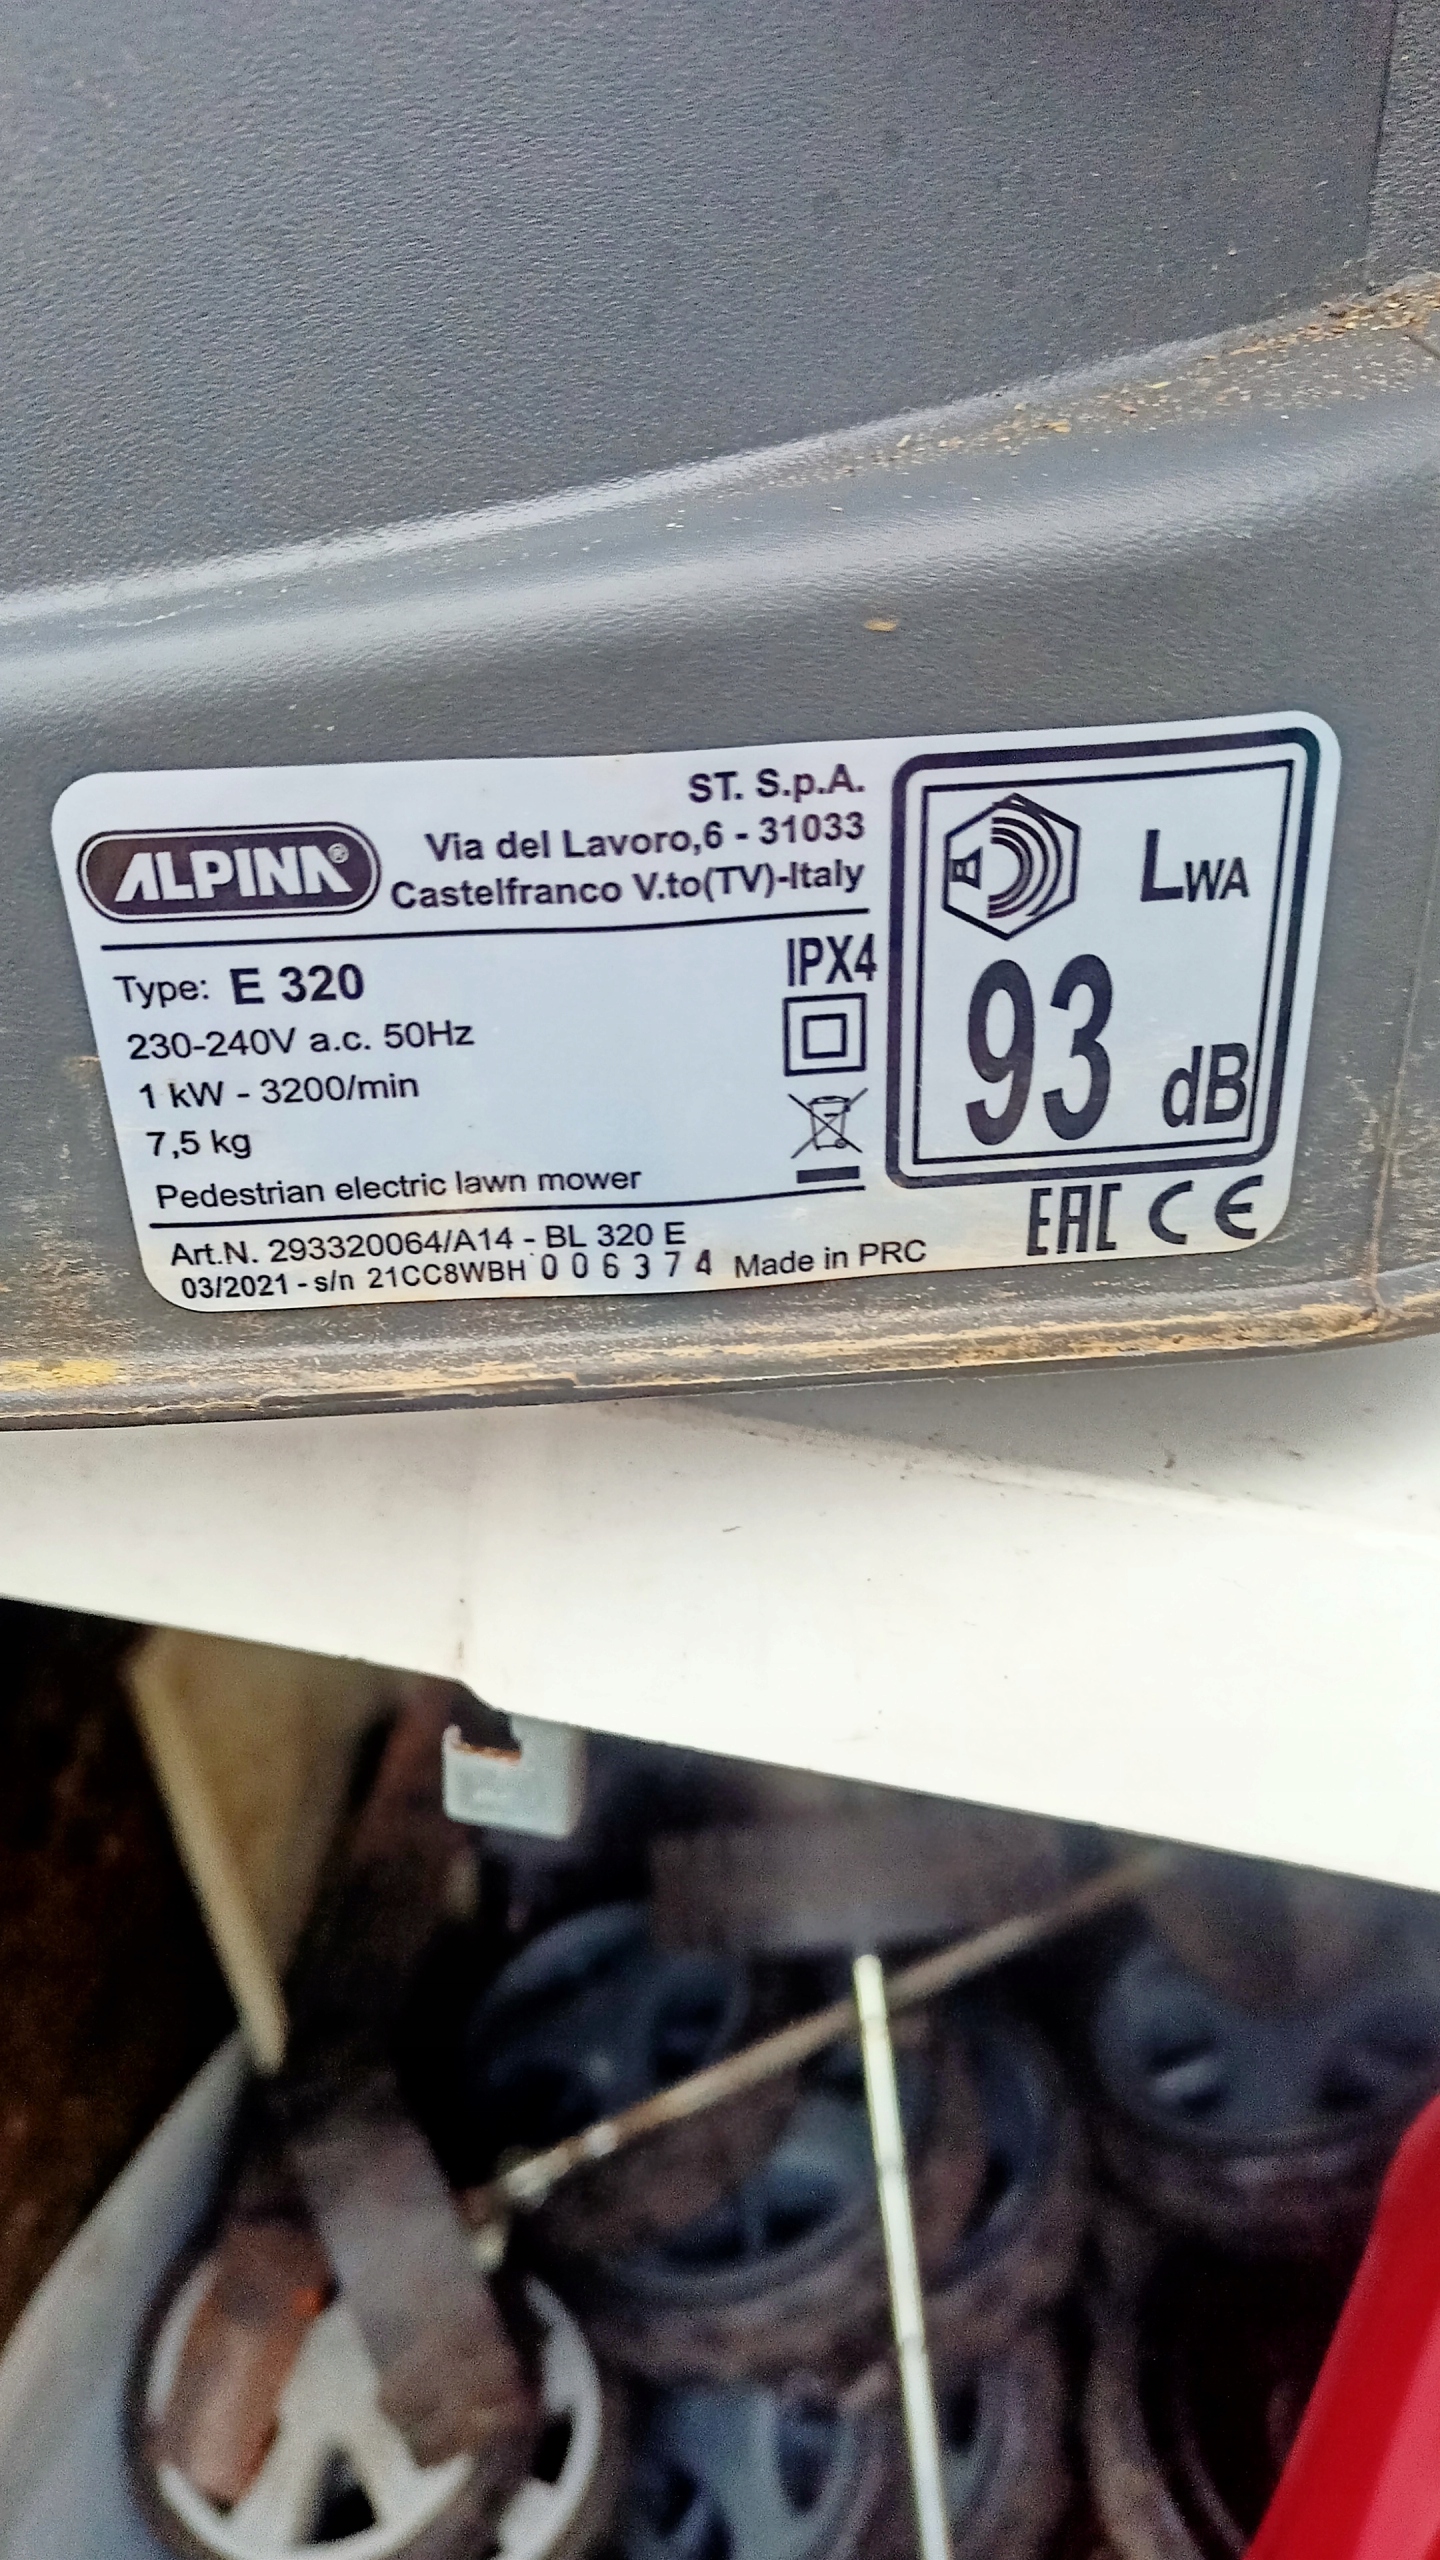 ST. S.p.A.
Via del Lavoro,6 - 31033
Castelfranco V.to(TV)-Italy
ALPINA®
Type: E 320
230-240V a.c. 50Hz
1 kW - 3200/min
7,5 kg
Pedestrian electric lawn mower
IPX4
Art.N. 293320064/A14 - BL 320 E
03/2021 - s/n 21CC8WBH 006374 Made in PRC
LWA
93 dB
EAC CE